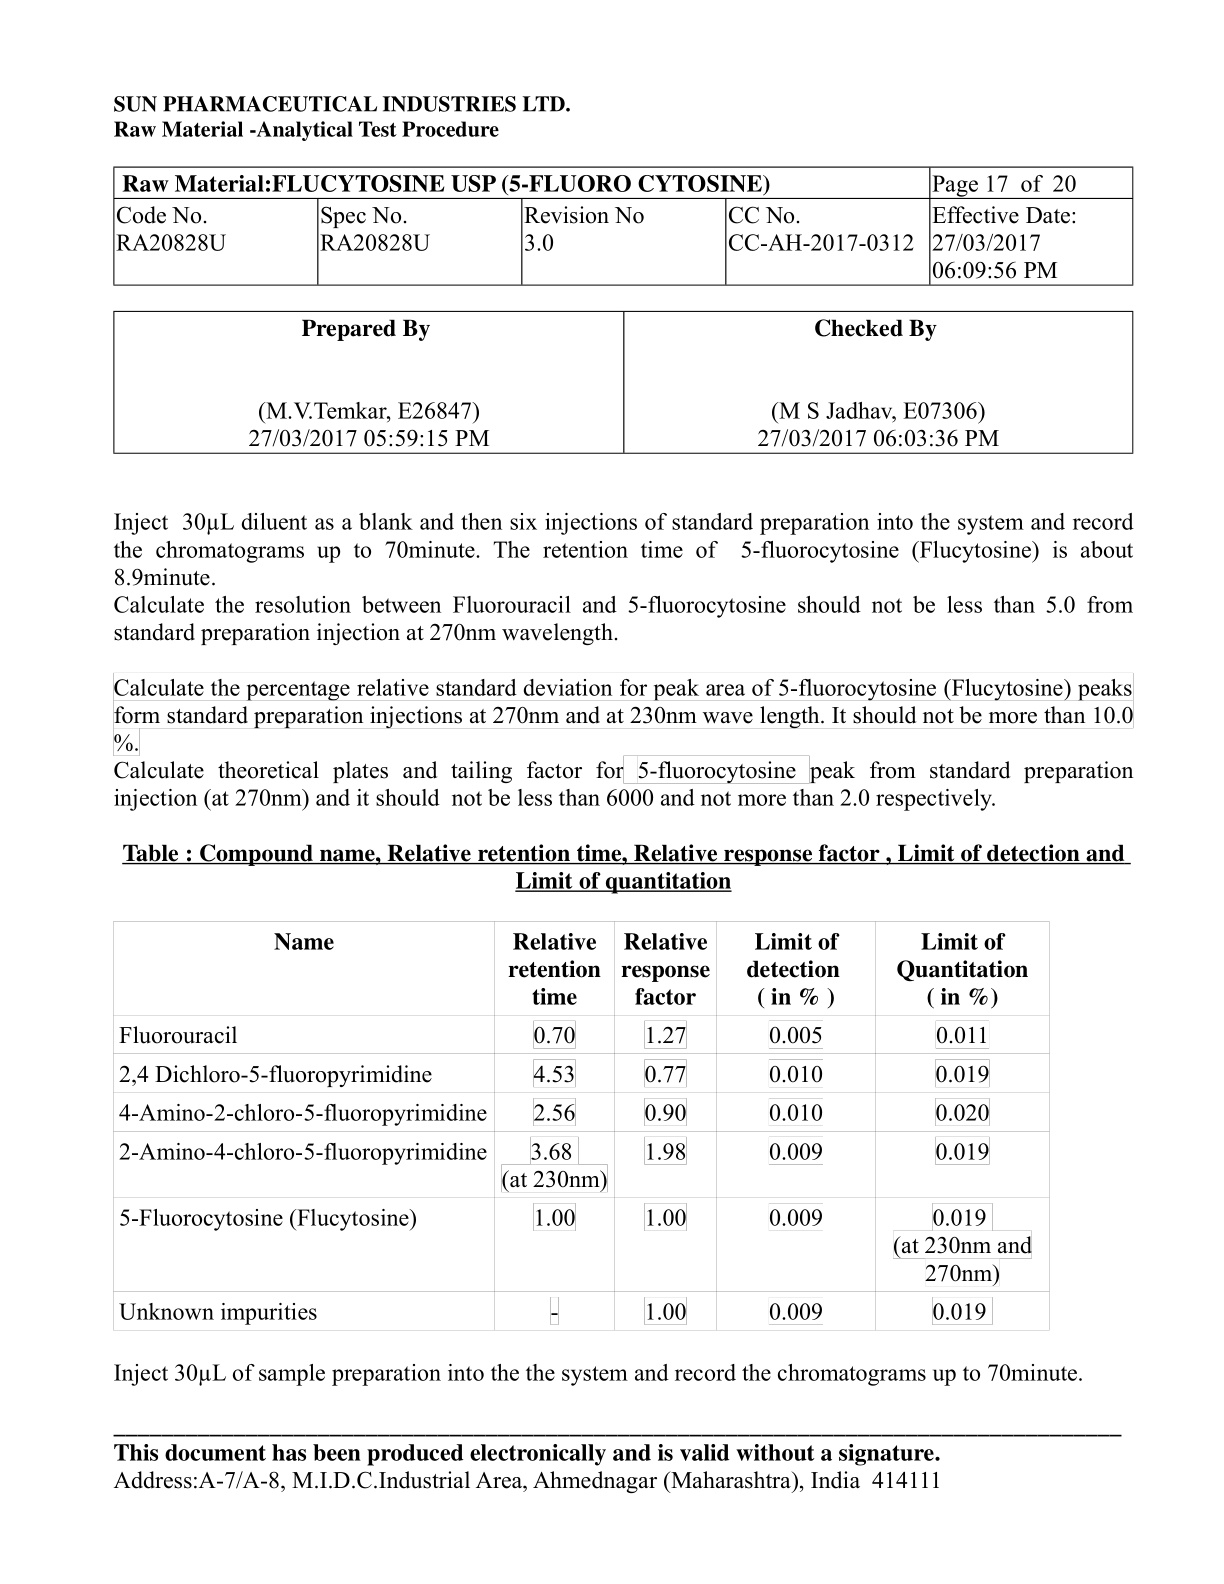 SUN PHARMACEUTICAL INDUSTRIES LTD.
Raw Material -Analytical Test Procedure
Raw Material:FLUCYTOSINE USP (5-FLUORO CYTOSINE)
Page 17 of 20
Code No.
RA20828U
Spec No.
RA20828U
Revision No
3.0
CC No.
CC-AH-2017-0312
Effective Date:
27/03/2017
06:09:56 PM
Prepared By
(M.V.Temkar, E26847)
27/03/2017 05:59:15 PM
Checked By
(M S Jadhav, E07306)
27/03/2017 06:03:36 PM
Inject 30µL diluent as a blank and then six injections of standard preparation into the system and record
the chromatograms up to 70minute. The retention time of 5-fluorocytosine (Flucytosine) is about
8.9minute.
Calculate the resolution between Fluorouracil and 5-fluorocytosine should not be less than 5.0 from
standard preparation injection at 270nm wavelength.
Calculate the percentage relative standard deviation for peak area of 5-fluorocytosine (Flucytosine) peaks
form standard preparation injections at 270nm and at 230nm wave length. It should not be more than 10.0
%.
Calculate theoretical plates and tailing factor for 5-fluorocytosine peak from standard preparation
injection (at 270nm) and it should not be less than 6000 and not more than 2.0 respectively.
Table : Compound name, Relative retention time, Relative response factor , Limit of detection and
Limit of quantitation
Name
Relative
retention
time
Relative
response
factor
Limit of
detection
( in % )
Limit of
Quantitation
( in %)
Fluorouracil 0.70 1.27 0.005 0.011
2,4 Dichloro-5-fluoropyrimidine 4.53 0.77 0.010 0.019
4-Amino-2-chloro-5-fluoropyrimidine 2.56 0.90 0.010 0.020
2-Amino-4-chloro-5-fluoropyrimidine 3.68 1.98 0.009 0.019
(at 230nm)
5-Fluorocytosine (Flucytosine) 1.00 1.00 0.009 0.019
(at 230nm and
270nm)
Unknown impurities - 1.00 0.009 0.019
Inject 30µL of sample preparation into the the system and record the chromatograms up to 70minute.
This document has been produced electronically and is valid without a signature.
Address:A-7/A-8, M.I.D.C.Industrial Area, Ahmednagar (Maharashtra), India 414111